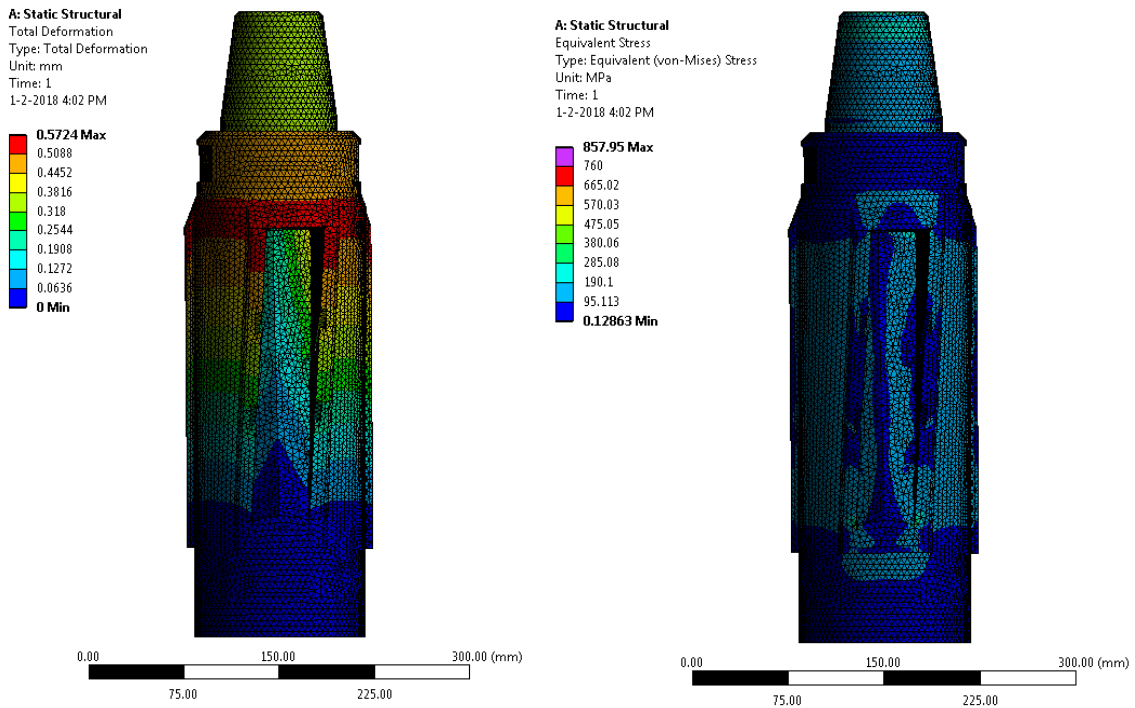 A: Static Structural
Total Deformation
Type: Total Deformation
Unit: mm
Time: 1
1-2-2018 4:02 PM
0.5724 Max
0.5088
0.4452
0.3816
0.318
0.2544
0.1908
0.1272
0.0636
0 Min
0.00
150.00
300.00 (mm)
75.00
225.00
A: Static Structural
Equivalent Stress
Type: Equivalent (von-Mises) Stress
Unit: MPa
Time: 1
1-2-2018 4:02 PM
857.95 Max
760
665.02
570.03
475.05
380.06
285.08
190.1
95.113
0.12863 Min
0.00
150.00
300.00 (mm)
75.00
225.00